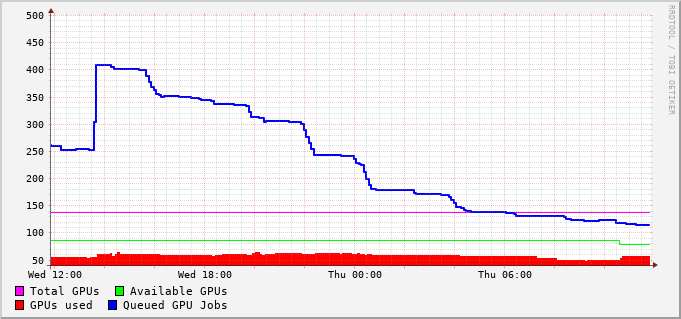 500
450
400
350
300
250
200
150
100
50
Wed 12:00 Wed 18:00 Thu 00:00 Thu 06:00
Total GPUs Available GPUs
GPUs used Queued GPU Jobs
RRDTOOL / TOBI OETIKER